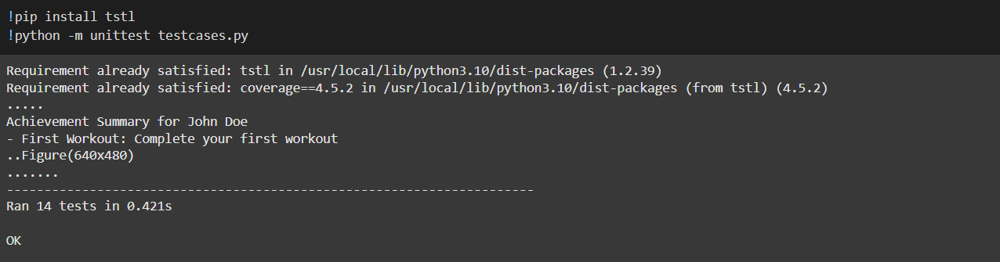 !pip install tstl
!python -m unittest testcases.py
Requirement already satisfied: tstl in /usr/local/lib/python3.10/dist-packages (1.2.39)
Requirement already satisfied: coverage==4.5.2 in /usr/local/lib/python3.10/dist-packages (from tstl) (4.5.2)
.....
Achievement Summary for John Doe
- First Workout: Complete your first workout
..Figure(640x480)
.......
----------------------------------------------------------------------
Ran 14 tests in 0.421s
OK